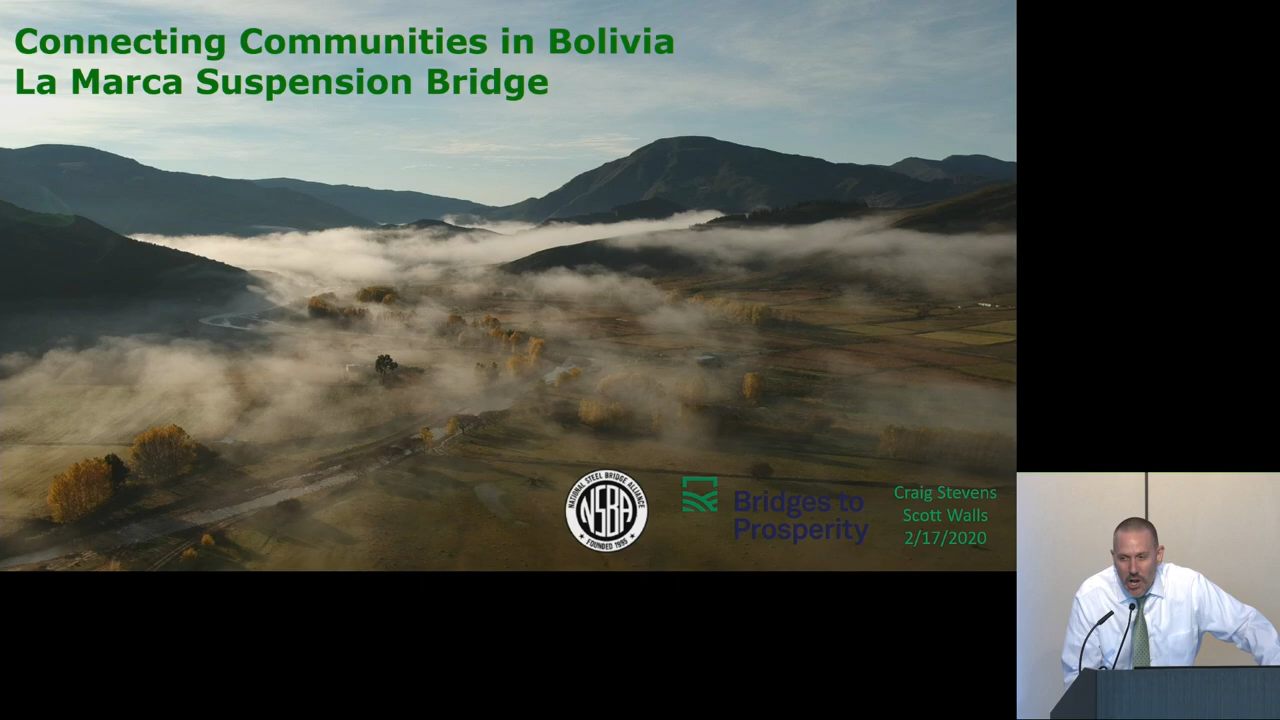 Connecting Communities in Bolivia
La Marca Suspension Bridge
NATIONAL STEEL BRIDGE ALLIANCE
NSBA
FOUNDED 1995
Bridges to
Prosperity
Craig Stevens
Scott Walls
2/17/2020